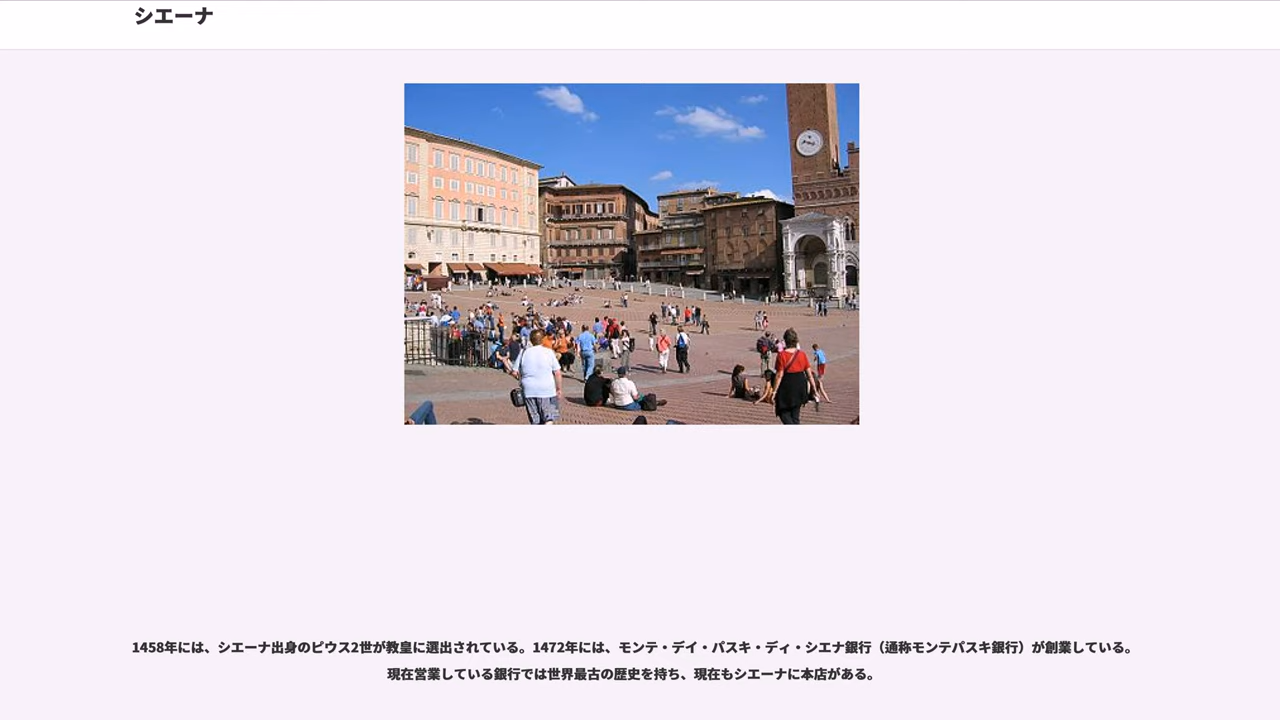 シエーナ
1458年には、シエーナ出身のピウス2世が教皇に選出されている。1472年には、モンテ・デイ・パスキ・ディ・シエナ銀行（通称モンテパスキ銀行）が創業している。
現在営業している銀行では世界最古の歴史を持ち、現在もシエーナに本店がある。